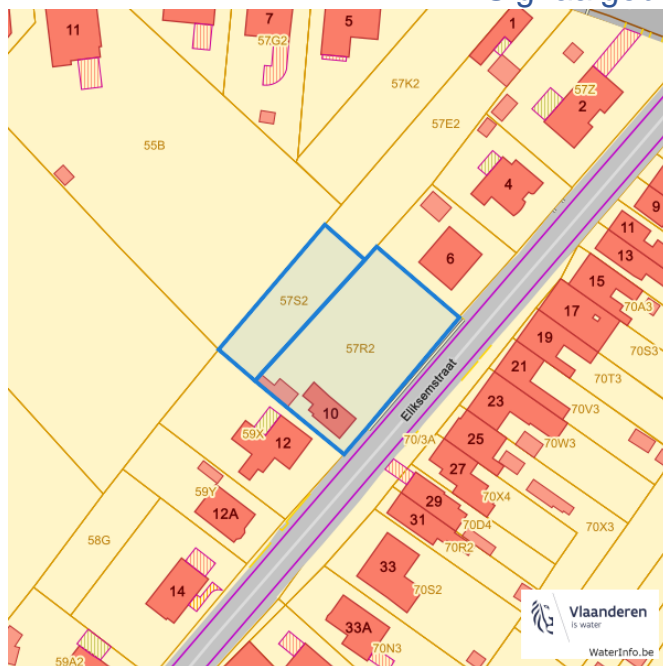 11
7
5
1
57G2
57K2
57Z
2
57E2
55B
4
9
11
13
6
15
17
70A3
57S2
57R2
19
70S3
21
70T3
Eliksemstraat
23
70V3
10
59X
12
70/3A
25
70W3
27
59Y
29
70X4
12A
31
70D4
70X3
58G
70R2
33
14
70S2
33A
70N3
59A2
Vlaanderen
is water
WaterInfo.be